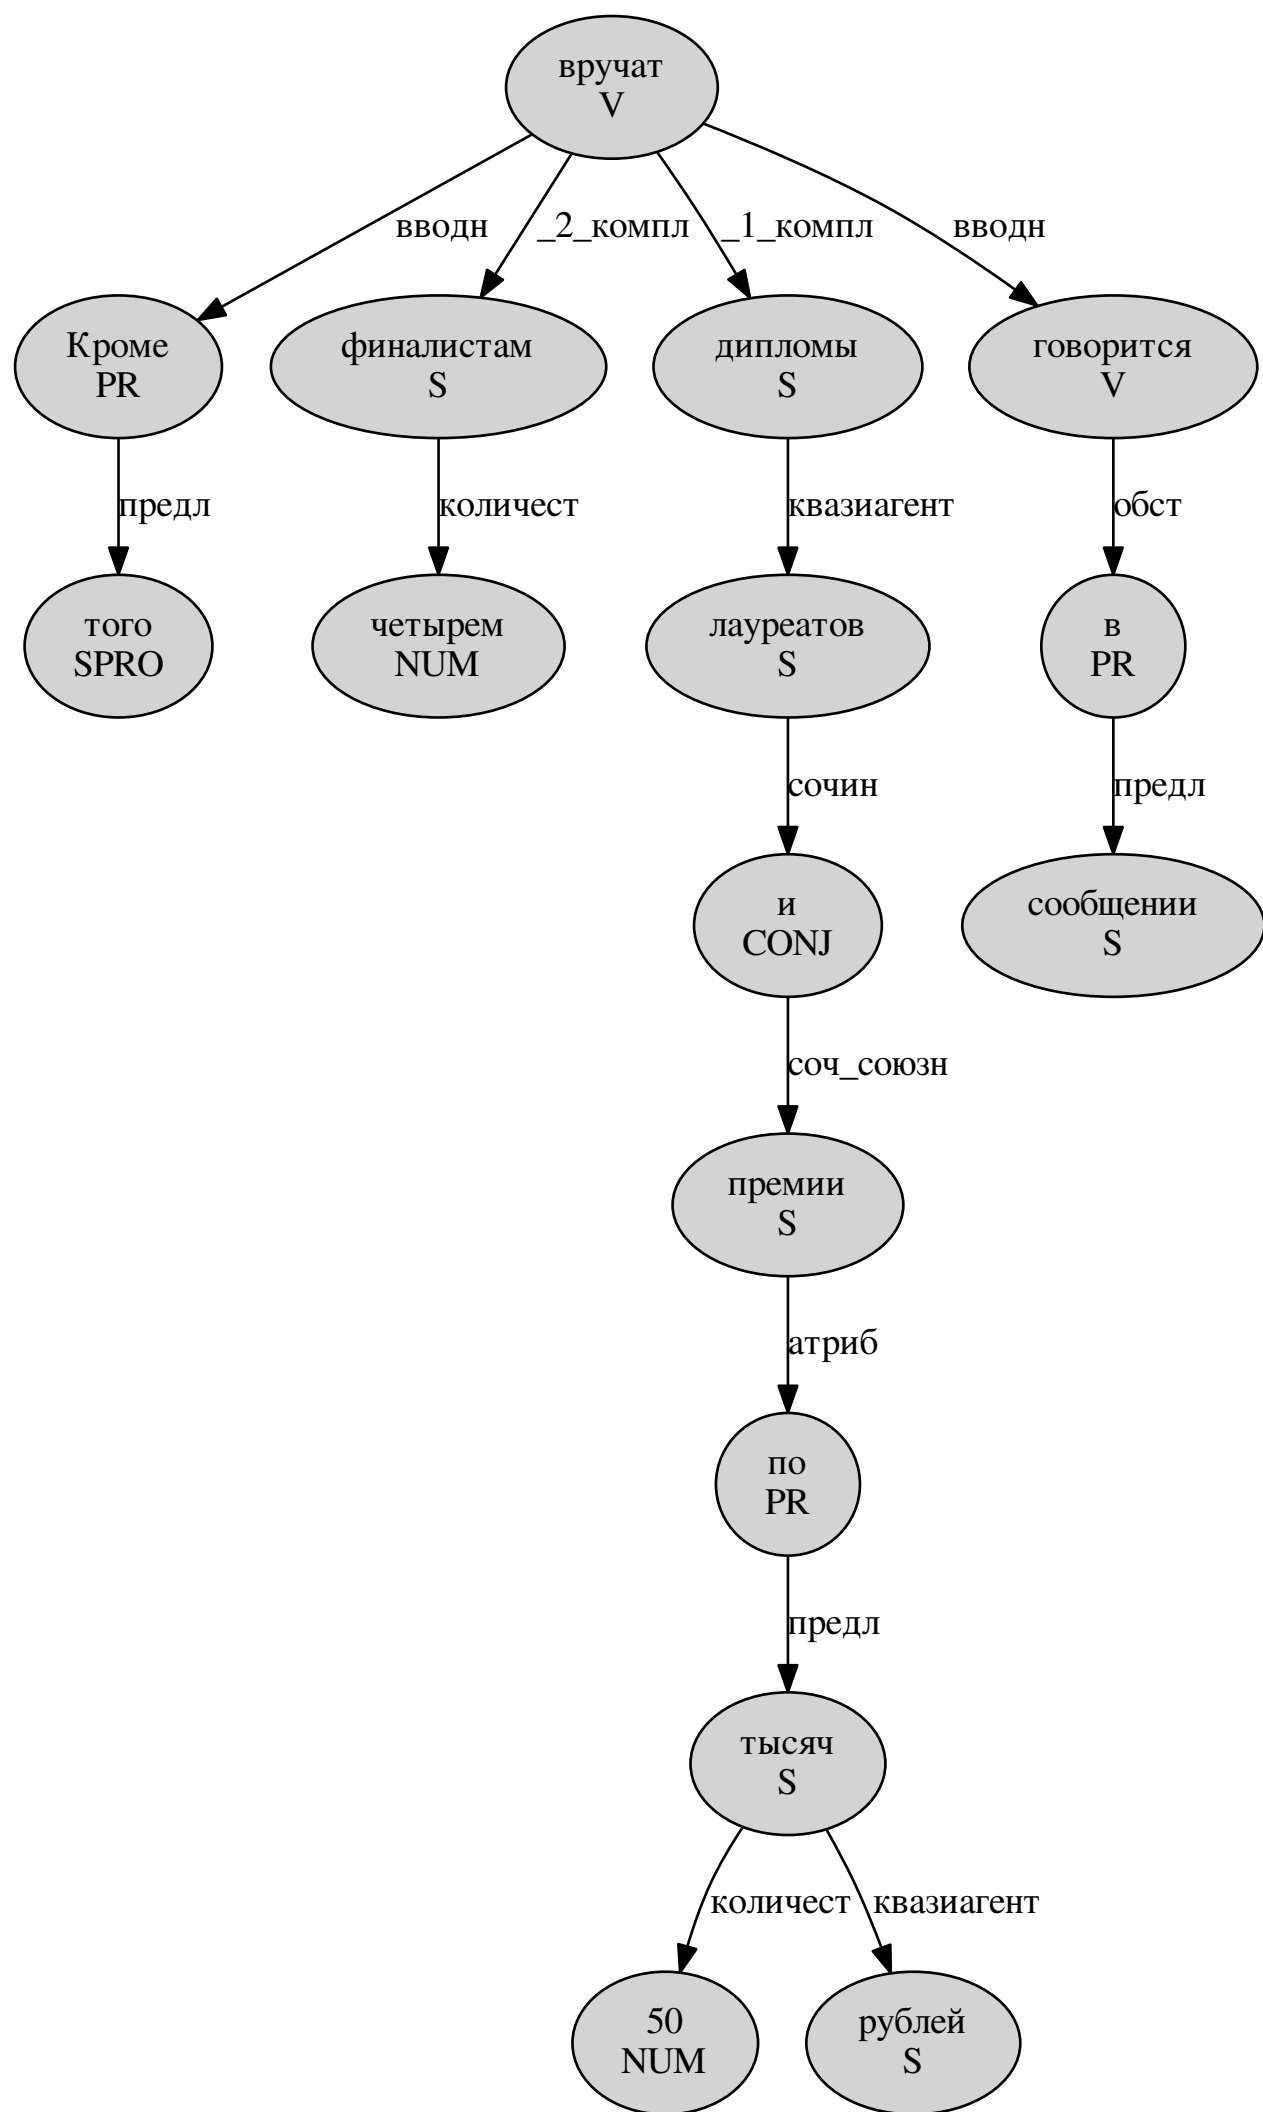 вручат
V
вводн
_2_компл
_1_компл
вводн
Кроме
PR
финалистам
S
дипломы
S
говорится
V
предл
количест
квазиагент
обст
того
SPRO
четырем
NUM
лауреатов
S
в
PR
сочин
предл
и
CONJ
сообщении
S
соч_союзн
премии
S
атриб
по
PR
предл
тысяч
S
количест
квазиагент
50
NUM
рублей
S